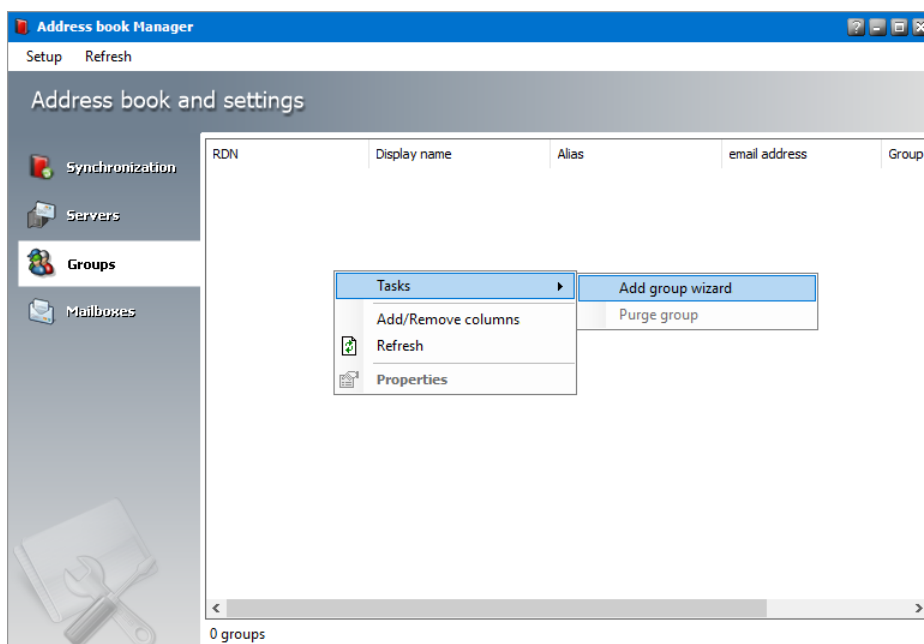 Address book Manager
Setup Refresh
Address book and settings
Synchronization
Servers
Groups
Mailboxes
RDN Display name Alias email address Group
Tasks
Add/Remove columns
Refresh
Properties
Add group wizard
Purge group
0 groups